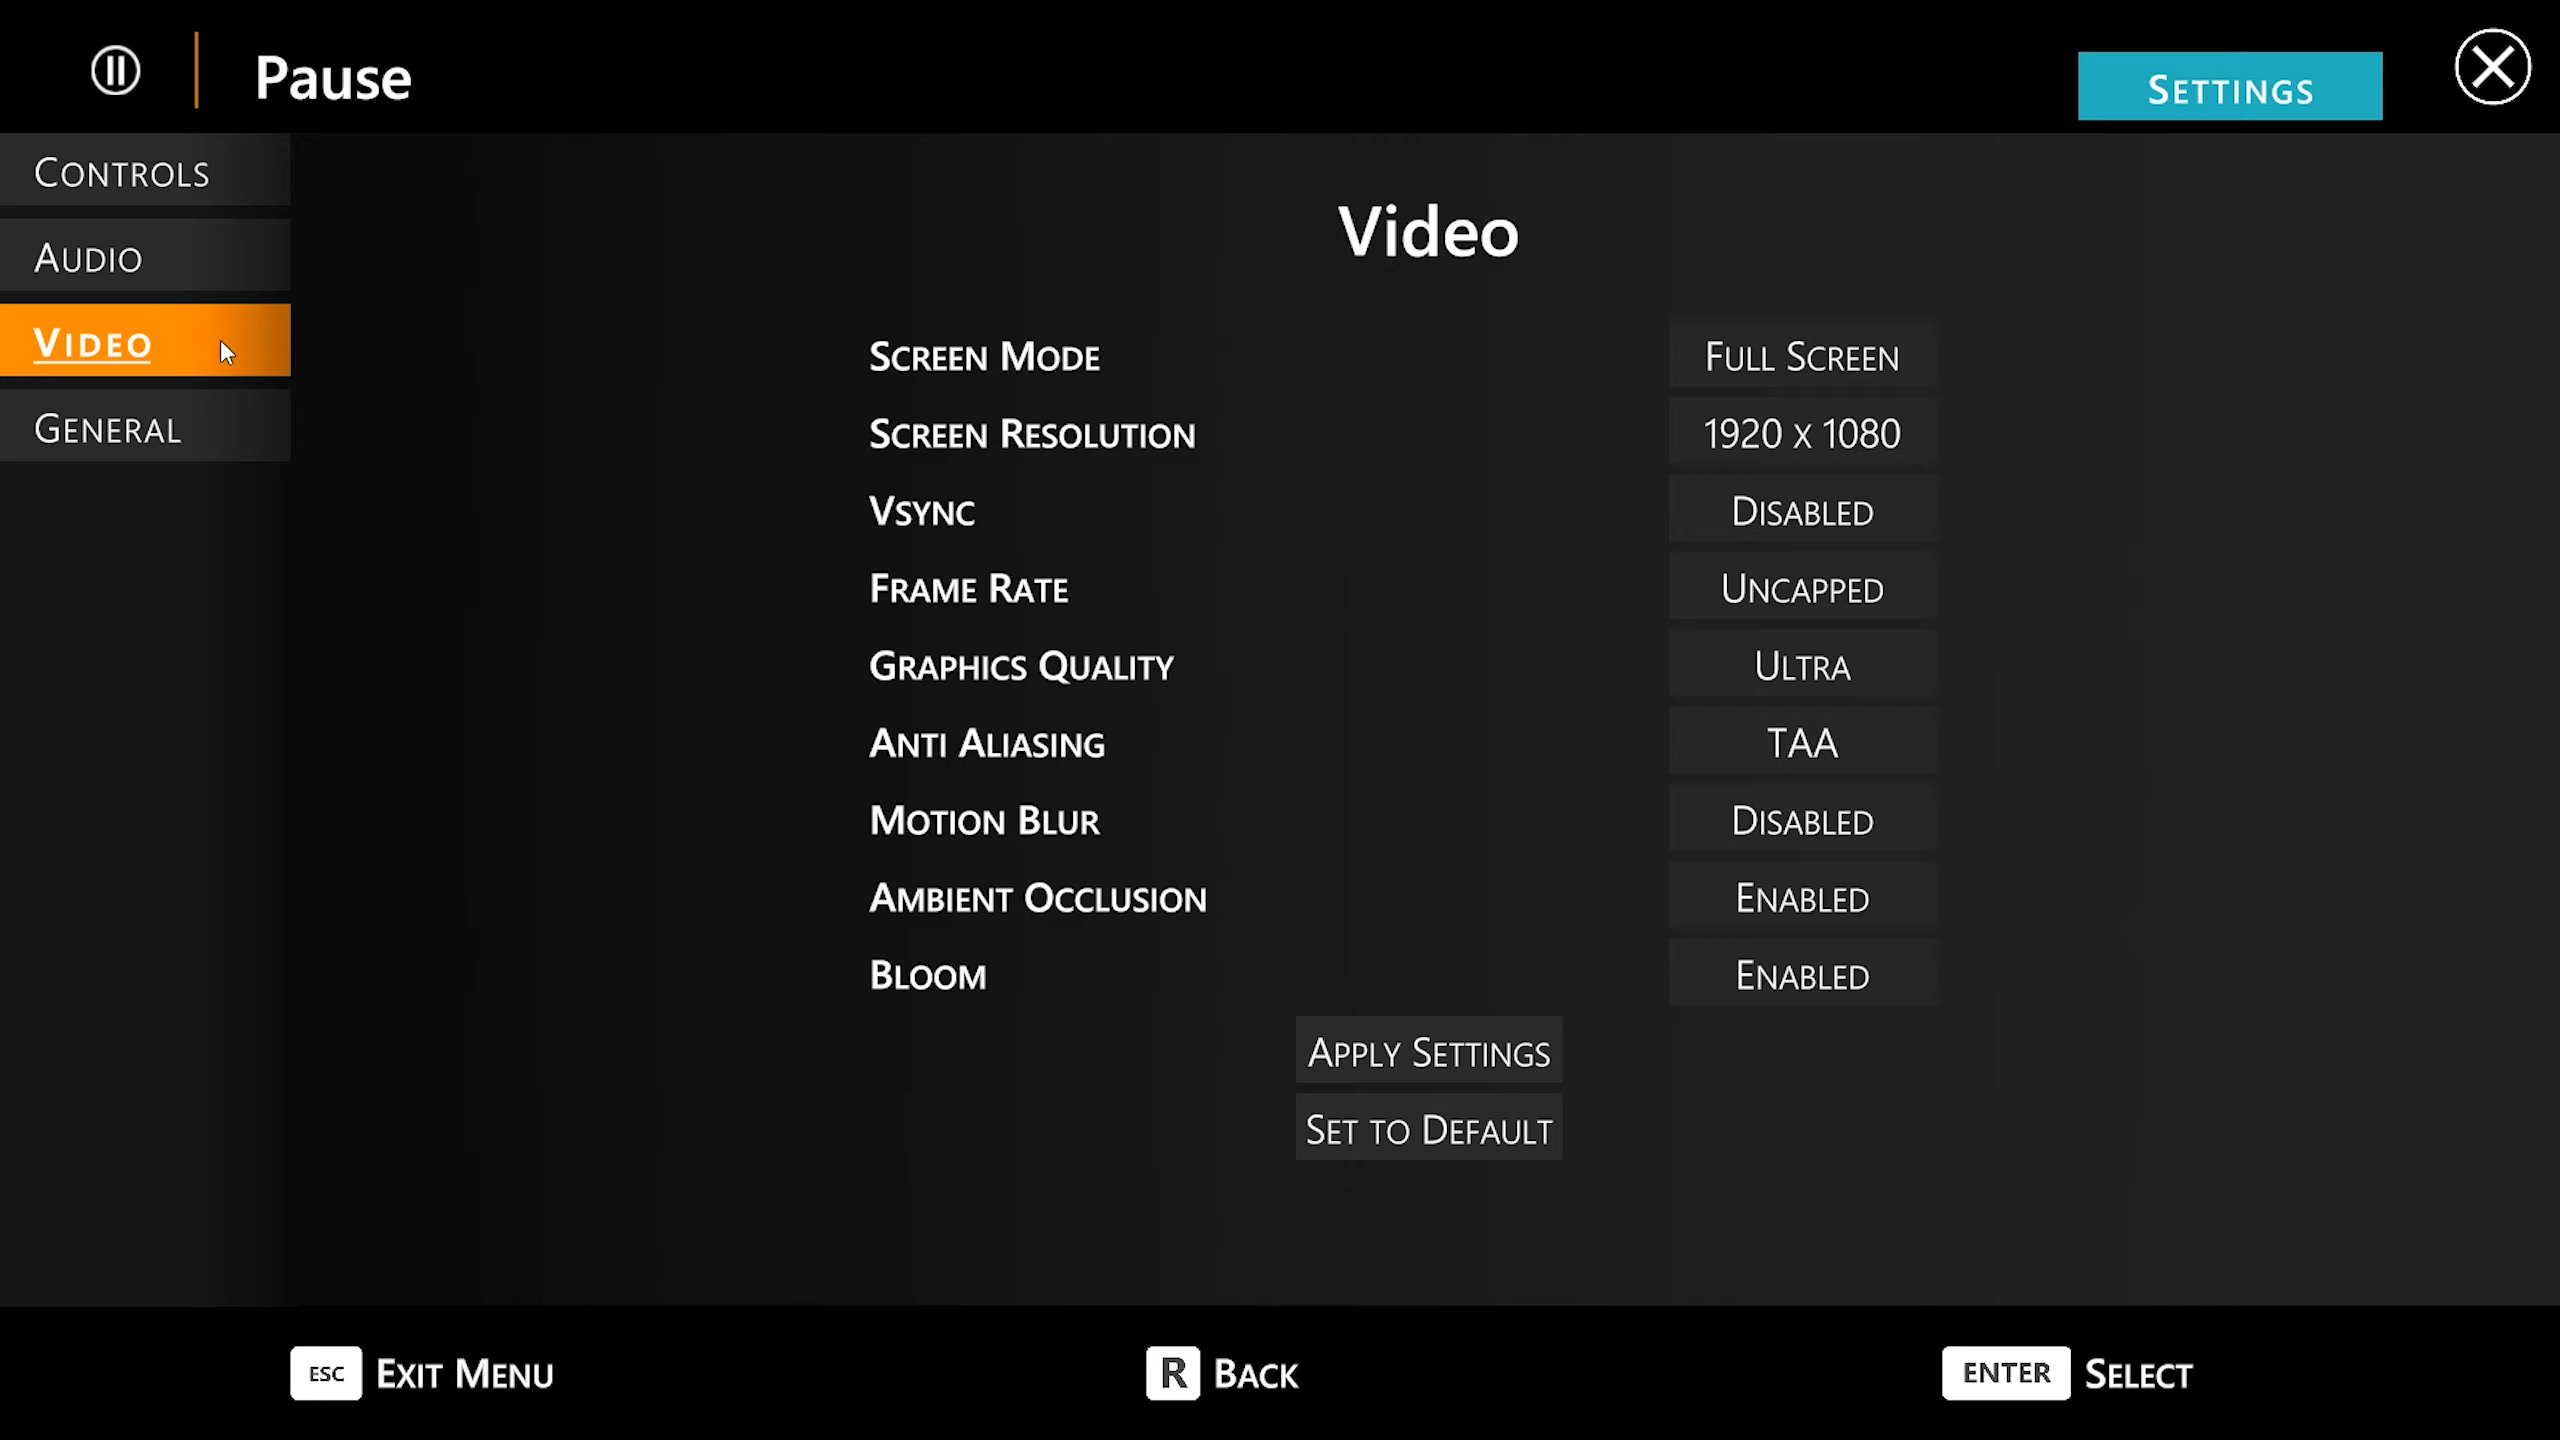 Pause
SETTINGS
CONTROLS
AUDIO
VIDEO
GENERAL
Video
SCREEN MODE FULL SCREEN
SCREEN RESOLUTION 1920 X 1080
VSYNC DISABLED
FRAME RATE UNCAPPED
GRAPHICS QUALITY ULTRA
ANTI ALIASING TAA
MOTION BLUR DISABLED
AMBIENT OCCLUSION ENABLED
BLOOM ENABLED
APPLY SETTINGS
SET TO DEFAULT
ESC EXIT MENU
R BACK
ENTER SELECT